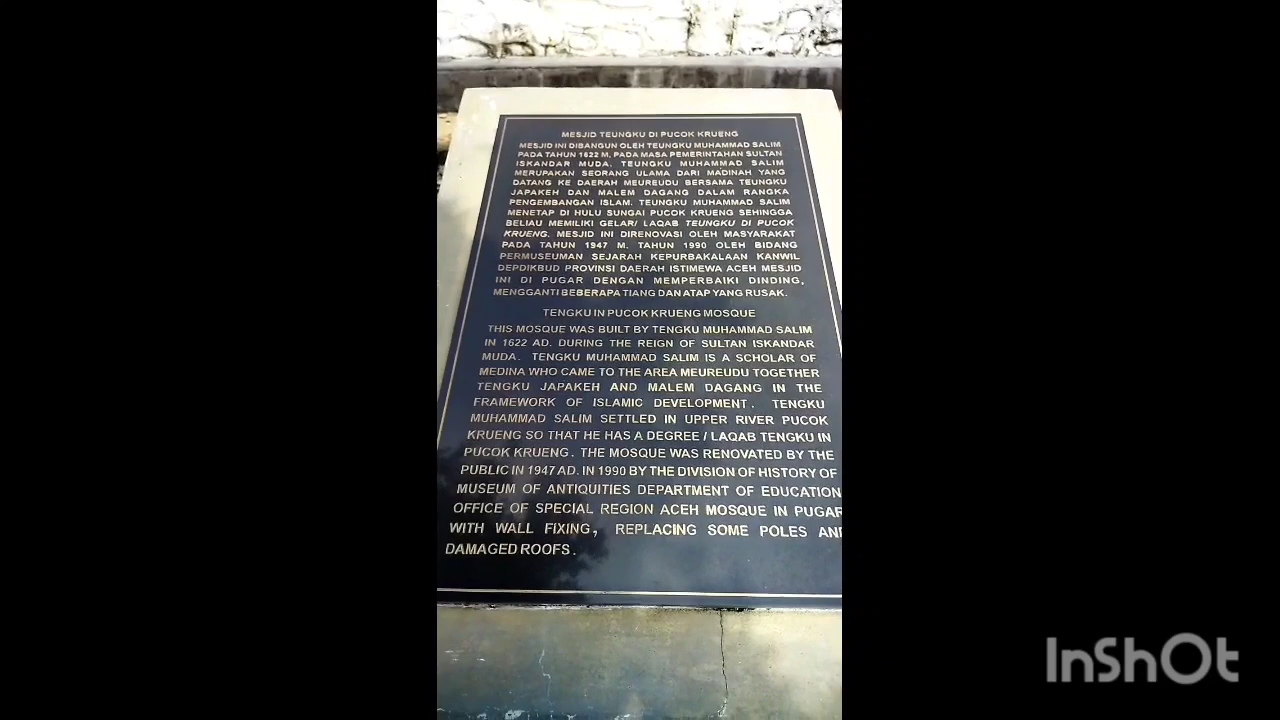 MESJID TEUNGKU DI PUCOK KRUENG
MESJID INI DIBANGUN OLEH TEUNGKU MUHAMMAD SALIM
PADA TAHUN 1622 M, PADA MASA PEMERINTAHAN SULTAN
ISKANDAR MUDA. TEUNGKU MUHAMMAD SALIM
MERUPAKAN SEORANG ULAMA DARI MADINAH YANG
DATANG KE DAERAH MEUREUDU BERSAMA TEUNGKU
JAPAKEH DAN MALEM DAGANG DALAM RANGKA
PENGEMBANGAN ISLAM. TEUNGKU MUHAMMAD SALIM
MENETAP DI HULU SUNGAI PUCOK KRUENG SEHINGGA
BELIAU MEMILIKI GELAR/ LAQAB TEUNGKU DI PUCOK
KRUENG. MESJID INI DIRENOVASI OLEH MASYARAKAT
PADA TAHUN 1947 M. TAHUN 1990 OLEH BIDANG
PERMUSEUMAN SEJARAH KEPURBAKALAAN KANWIL
DEPDIKBUD PROVINSI DAERAH ISTIMEWA ACEH MESJID
INI DI PUGAR DENGAN MEMPERBAIKI DINDING,
MENGGANTI BEBERAPA TIANG DAN ATAP YANG RUSAK.
TENGKU IN PUCOK KRUENG MOSQUE
THIS MOSQUE WAS BUILT BY TENGKU MUHAMMAD SALIM
IN 1622 AD. DURING THE REIGN OF SULTAN ISKANDAR
MUDA. TENGKU MUHAMMAD SALIM IS A SCHOLAR OF
MEDINA WHO CAME TO THE AREA MEUREUDU TOGETHER
TENGKU JAPAKEH AND MALEM DAGANG IN THE
FRAMEWORK OF ISLAMIC DEVELOPMENT. TENGKU
MUHAMMAD SALIM SETTLED IN UPPER RIVER PUCOK
KRUENG SO THAT HE HAS A DEGREE / LAQAB TENGKU IN
PUCOK KRUENG. THE MOSQUE WAS RENOVATED BY THE
PUBLIC IN 1947 AD. IN 1990 BY THE DIVISION OF HISTORY OF
MUSEUM OF ANTIQUITIES DEPARTMENT OF EDUCATION
OFFICE OF SPECIAL REGION ACEH MOSQUE IN PUGAR
WITH WALL FIXING, REPLACING SOME POLES AND
DAMAGED ROOFS.
InShOt